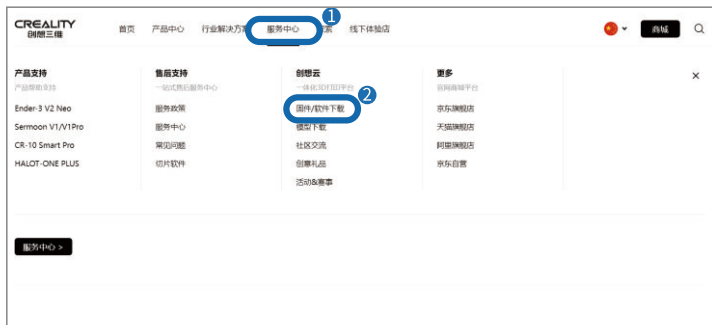 CREALITY
创想三维
首页 产品中心 行业解决方案 服务中心 线下体验店 商城
1
产品支持 售后支持 创想云 更多
产品帮助支持 一站式售后服务中心 一体化3D打印平台 官网商城平台
2
Ender-3 V2 Neo 服务政策 固件/软件下载 京东旗舰店
Sermoon V1/V1Pro 服务中心 模型下载 天猫旗舰店
CR-10 Smart Pro 常见问题 社区交流 阿里旗舰店
HALOT-ONE PLUS 切片软件 创意礼品 京东自营
活动&赛事
服务中心 >